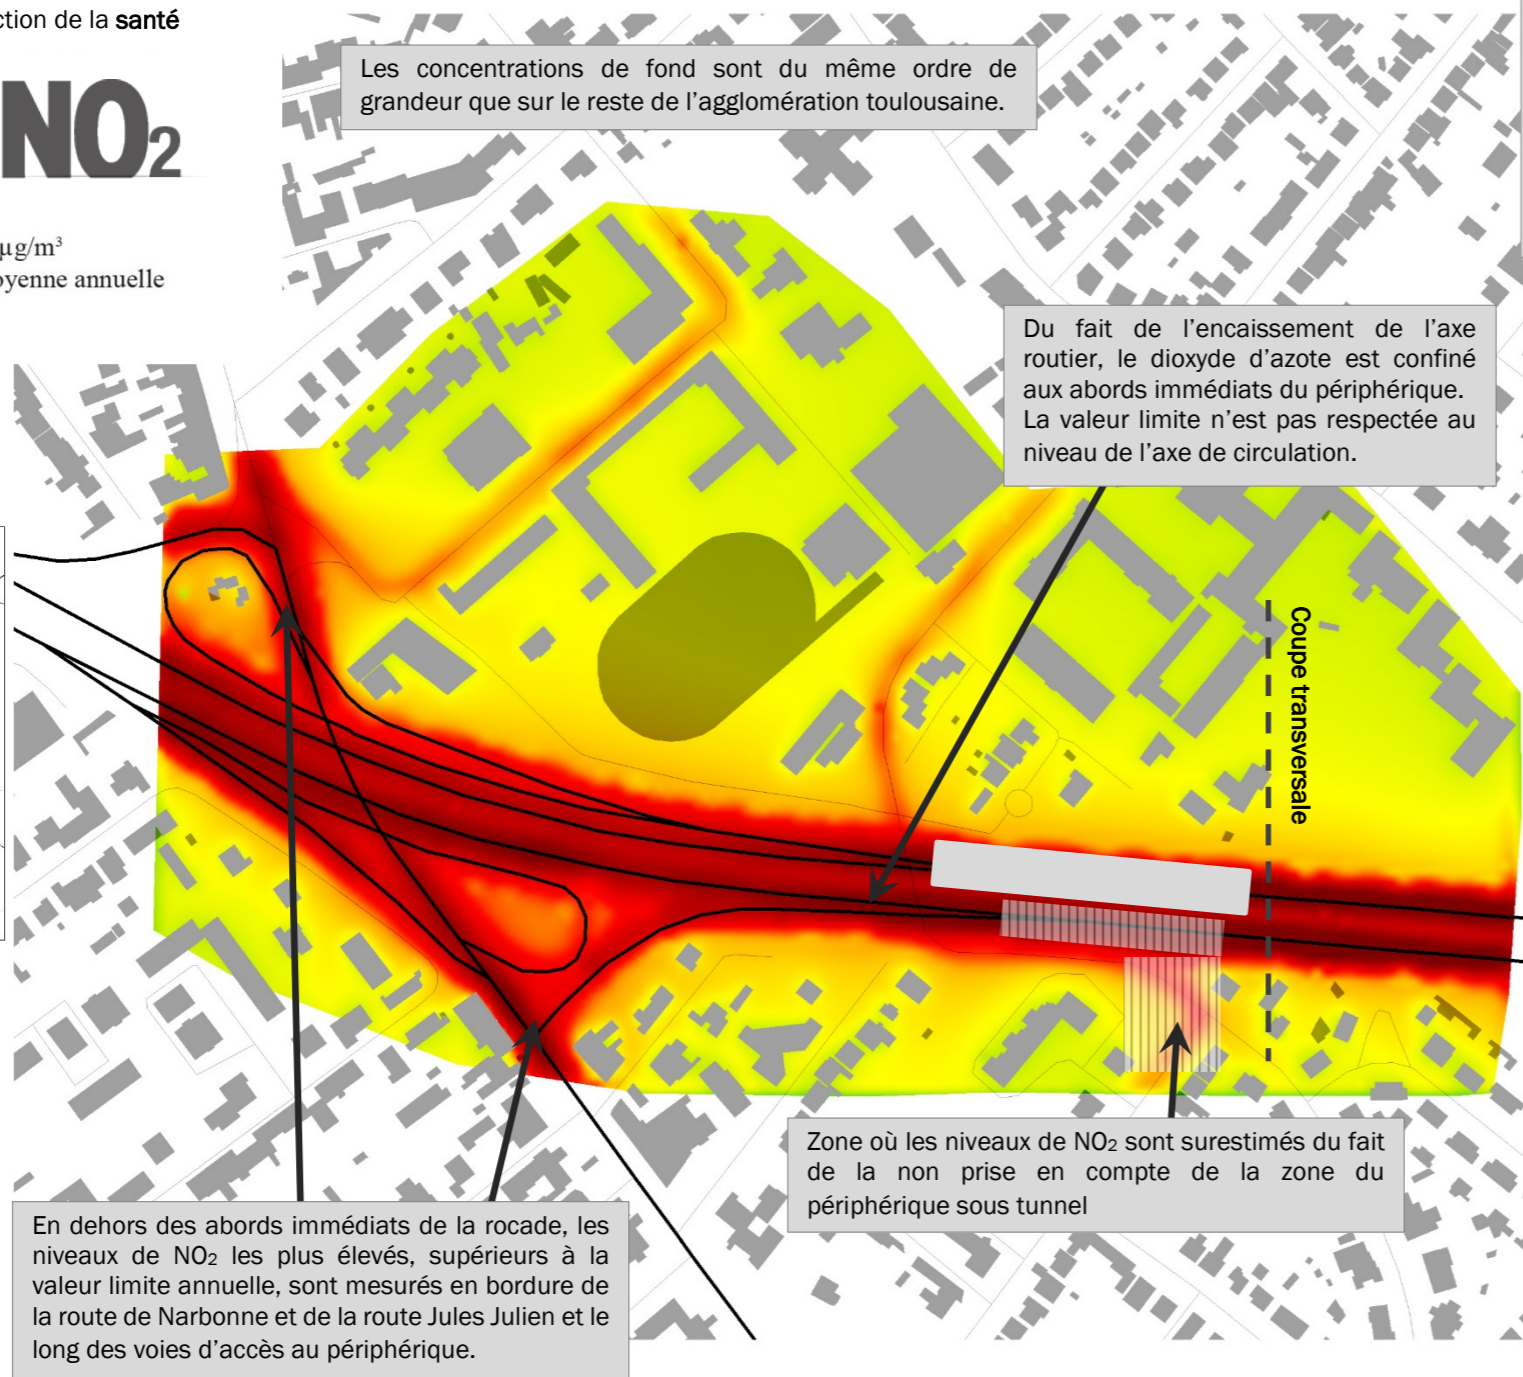 ction de la santé
NO2
µg/m³
oyenne annuelle
Les concentrations de fond sont du même ordre de
grandeur que sur le reste de l'agglomération toulousaine.
Du fait de l'encaissement de l'axe
routier, le dioxyde d'azote est confiné
aux abords immédiats du périphérique.
La valeur limite n'est pas respectée au
niveau de l'axe de circulation.
Coupe transversale
Zone où les niveaux de NO2 sont surestimés du fait
de la non prise en compte de la zone du
périphérique sous tunnel
En dehors des abords immédiats de la rocade, les
niveaux de NO2 les plus élevés, supérieurs à la
valeur limite annuelle, sont mesurés en bordure de
la route de Narbonne et de la route Jules Julien et le
long des voies d'accès au périphérique.